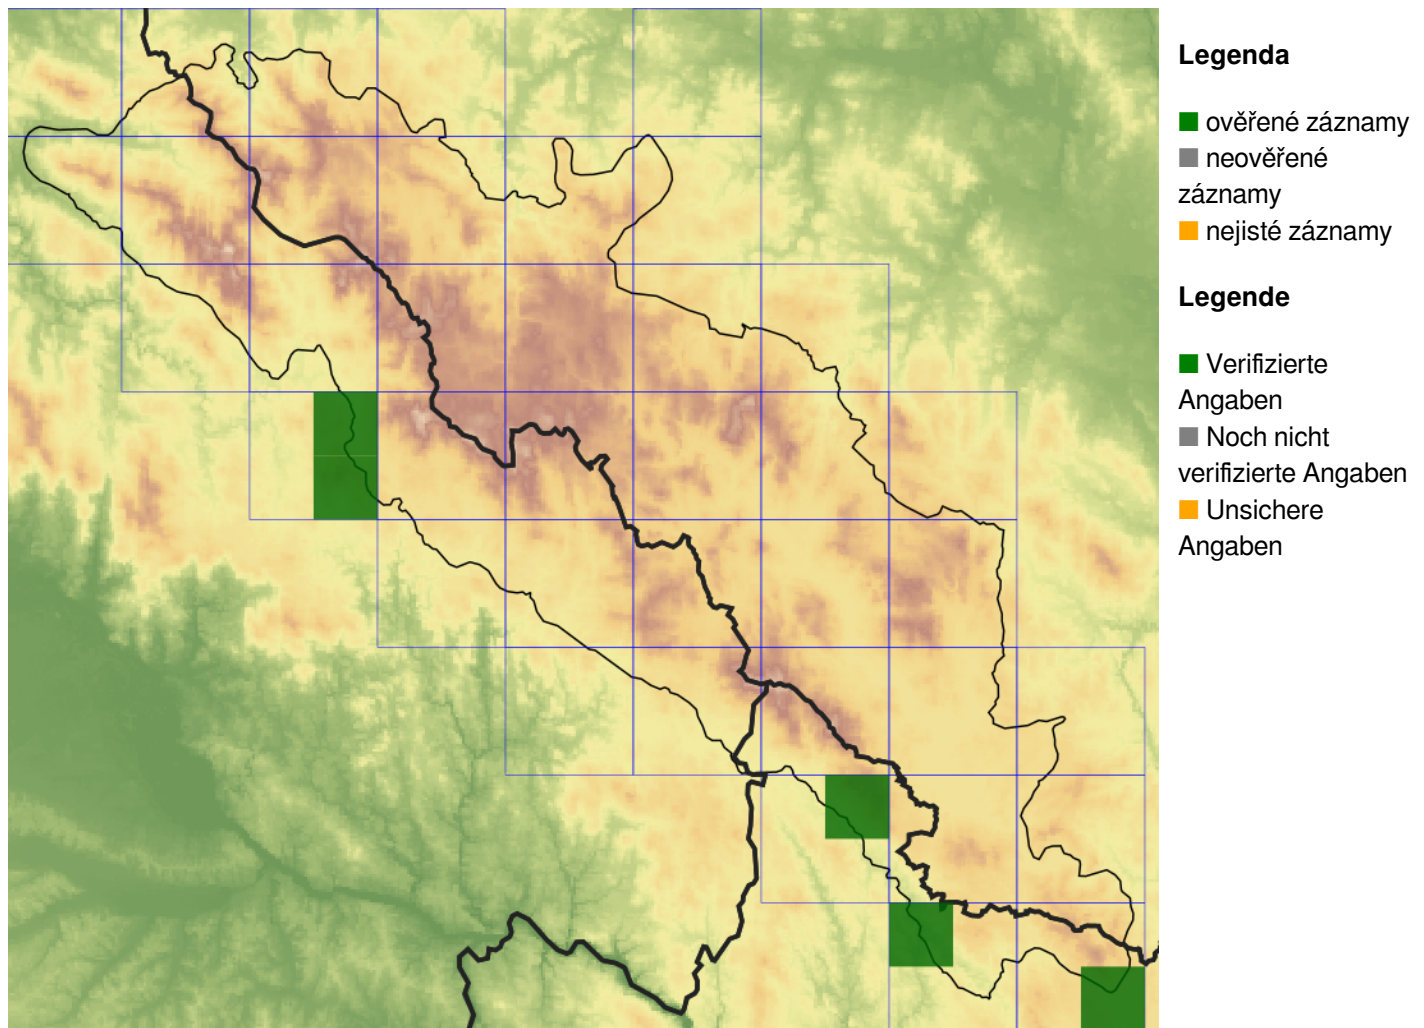 Legenda
ověřené záznamy
neověřené
záznamy
nejisté záznamy
Legende
Verifizierte
Angaben
Noch nicht
verifizierte Angaben
Unsichere
Angaben